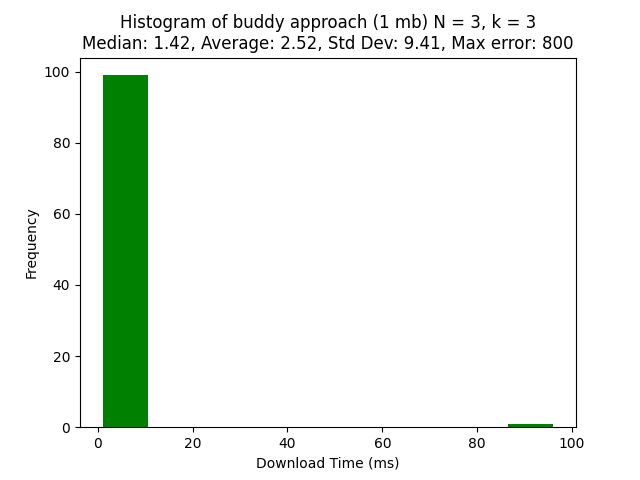 Histogram of buddy approach (1 mb) N = 3, k = 3
Median: 1.42, Average: 2.52, Std Dev: 9.41, Max error: 800
100
80
60
40
20
0
Frequency
0 20 40 60 80 100
Download Time (ms)